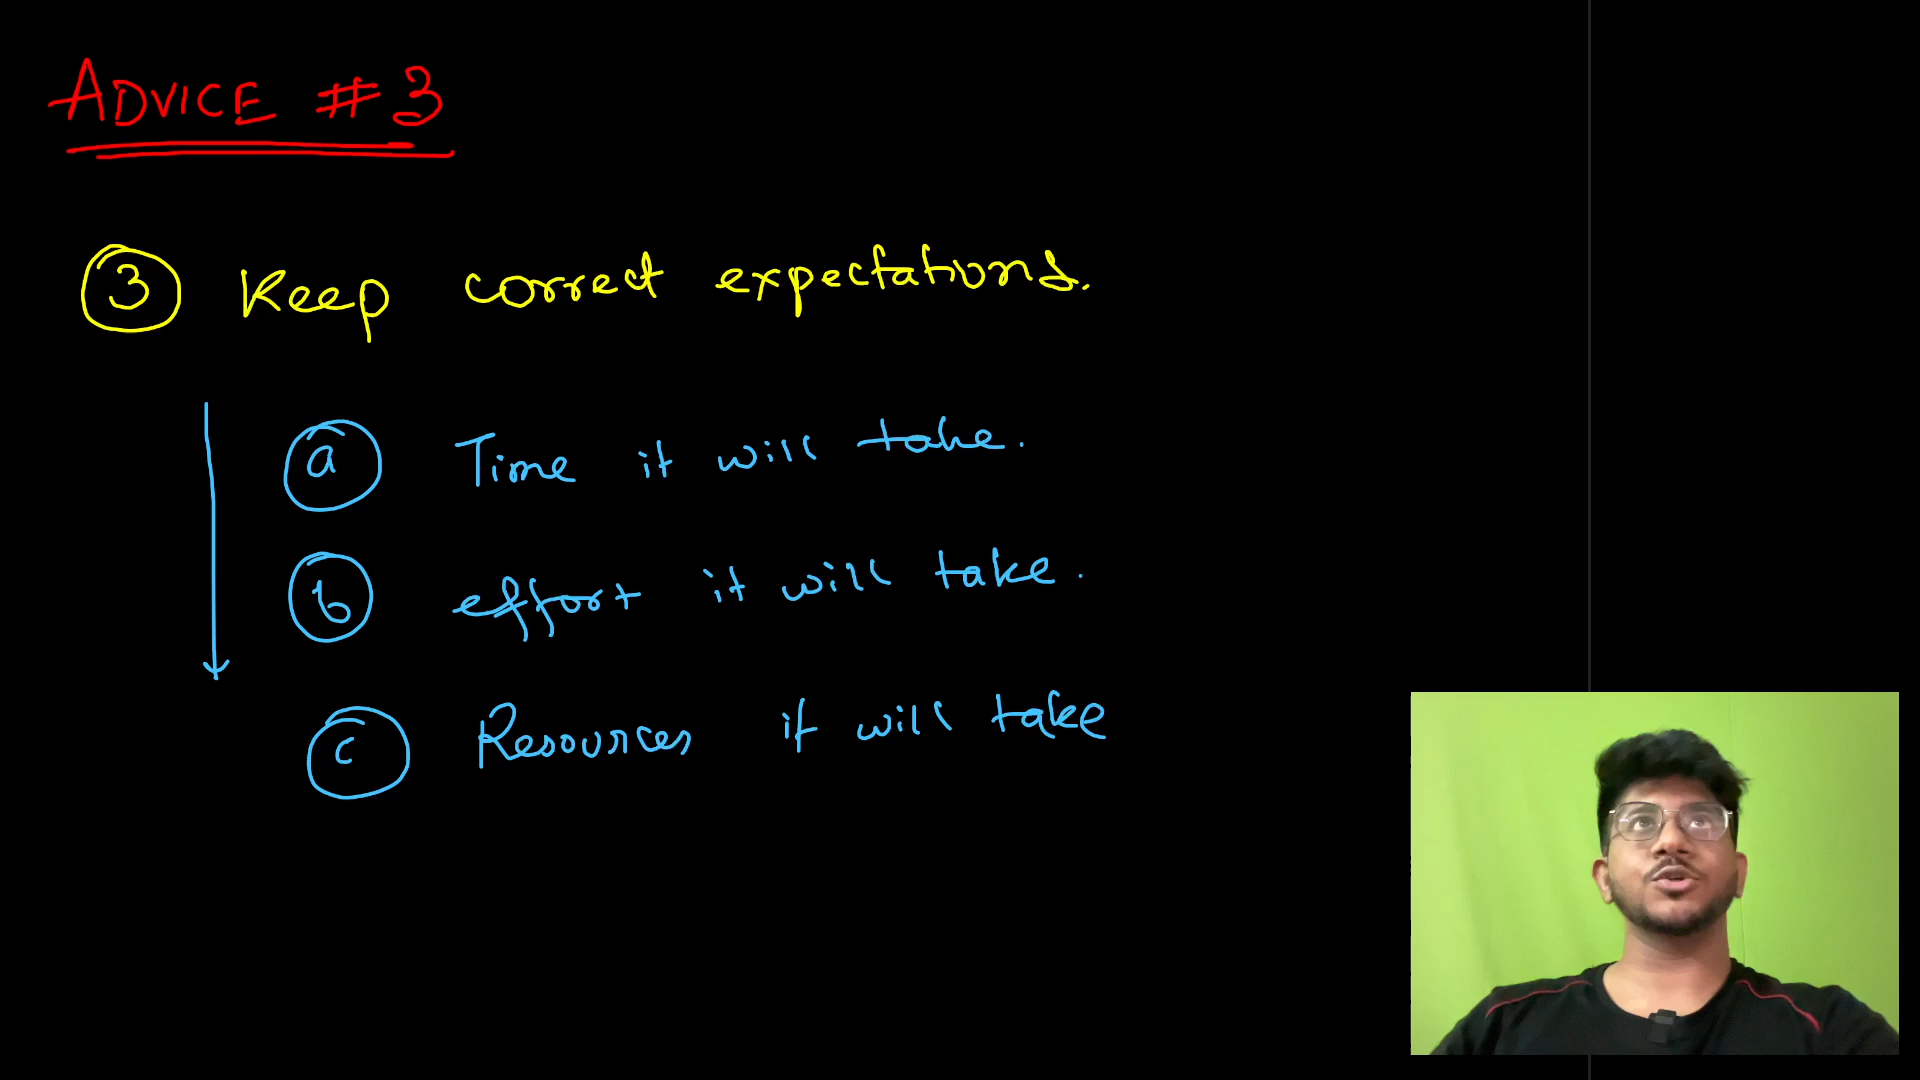 ADVICE #3
3 Keep correct expectations.
a Time it will take.
b effort it will take.
c Resources it will take